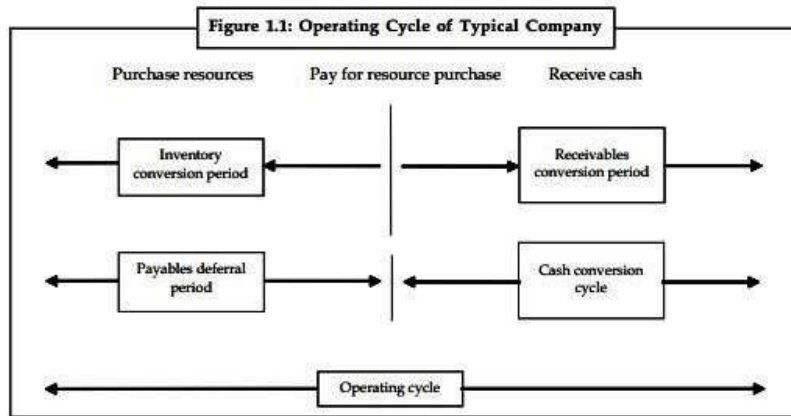 Figure 1.1: Operating Cycle of Typical Company
Purchase resources Pay for resource purchase Receive cash
Inventory
conversion period
Receivables
conversion period
Payables deferral
period
Cash conversion
cycle
Operating cycle